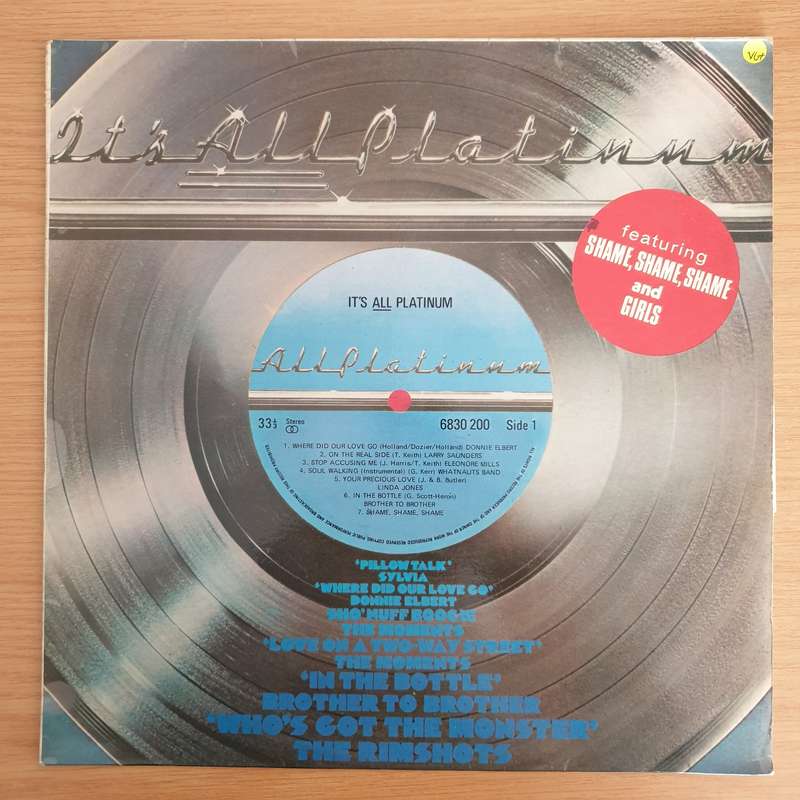 VG+
It's All Platinum
featuring
SHAME, SHAME, SHAME
and
GIRLS
IT'S ALL PLATINUM
All Platinum
33⅓ Stereo 6830 200 Side 1
1. WHERE DID OUR LOVE GO (Holland/Dozier/Holland) DONNIE ELBERT
2. ON THE REAL SIDE (T. Keith) LARRY SAUNDERS
3. STOP ACCUSING ME (J. Harris/T. Keith) ELEONORE MILLS
4. SOUL WALKING (Instrumental) (G. Kerr) WHATNAUTS BAND
5. YOUR PRECIOUS LOVE (J. & B. Butler)
LINDA JONES
6. IN THE BOTTLE (G. Scott-Heron)
BROTHER TO BROTHER
7. SHAME, SHAME, SHAME
'PILLOW TALK'
SYLVIA
'WHERE DID OUR LOVE GO'
DONNIE ELBERT
SHO' NUFF BOOGIE
THE MOMENTS
'LOVE ON A TWO-WAY STREET'
THE MOMENTS
'IN THE BOTTLE'
BROTHER TO BROTHER
'WHO'S GOT THE MONSTER'
THE RIMSHOTS